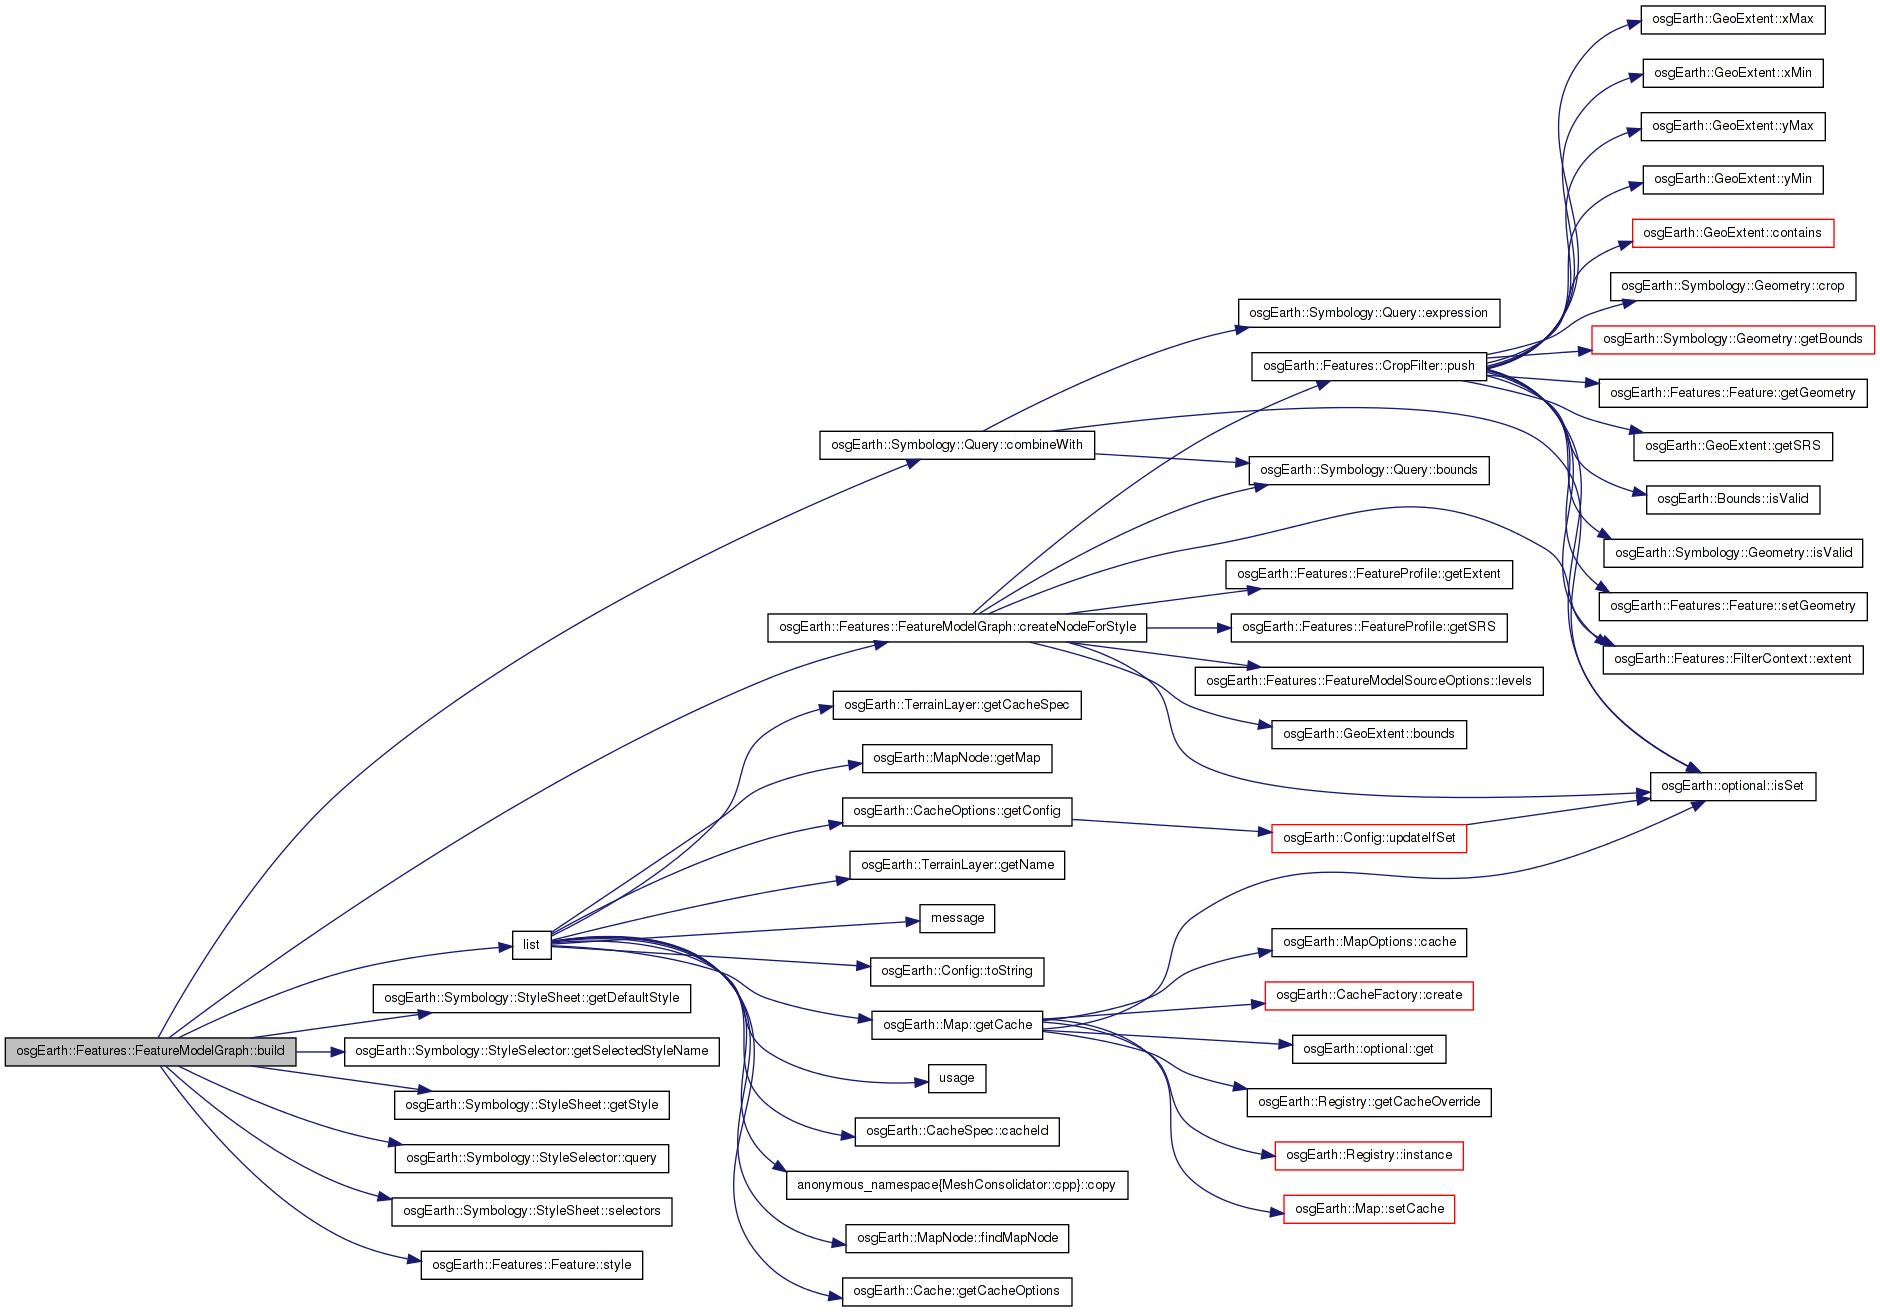 osgEarth::GeoExtent::xMax
osgEarth::GeoExtent::xMin
osgEarth::GeoExtent::yMax
osgEarth::GeoExtent::yMin
osgEarth::GeoExtent::contains
osgEarth::Symbology::Geometry::crop
osgEarth::Symbology::Query::expression
osgEarth::Symbology::Geometry::getBounds
osgEarth::Features::CropFilter::push
osgEarth::Features::Feature::getGeometry
osgEarth::Symbology::Query::combineWith
osgEarth::GeoExtent::getSRS
osgEarth::Symbology::Query::bounds
osgEarth::Bounds::isValid
osgEarth::Symbology::Geometry::isValid
osgEarth::Features::FeatureProfile::getExtent
osgEarth::Features::Feature::setGeometry
osgEarth::Features::FeatureModelGraph::createNodeForStyle
osgEarth::Features::FeatureProfile::getSRS
osgEarth::Features::FilterContext::extent
osgEarth::Features::FeatureModelSourceOptions::levels
osgEarth::TerrainLayer::getCacheSpec
osgEarth::GeoExtent::bounds
osgEarth::MapNode::getMap
osgEarth::optional::isSet
osgEarth::CacheOptions::getConfig
osgEarth::Config::updateIfSet
osgEarth::TerrainLayer::getName
message
list
osgEarth::MapOptions::cache
osgEarth::Config::toString
osgEarth::Symbology::StyleSheet::getDefaultStyle
osgEarth::CacheFactory::create
osgEarth::Map::getCache
osgEarth::Features::FeatureModelGraph::build
osgEarth::Symbology::StyleSelector::getSelectedStyleName
osgEarth::optional::get
usage
osgEarth::Symbology::StyleSheet::getStyle
osgEarth::Registry::getCacheOverride
osgEarth::CacheSpec::cacheId
osgEarth::Symbology::StyleSelector::query
osgEarth::Registry::instance
anonymous_namespace{MeshConsolidator::cpp}::copy
osgEarth::Symbology::StyleSheet::selectors
osgEarth::Map::setCache
osgEarth::MapNode::findMapNode
osgEarth::Features::Feature::style
osgEarth::Cache::getCacheOptions